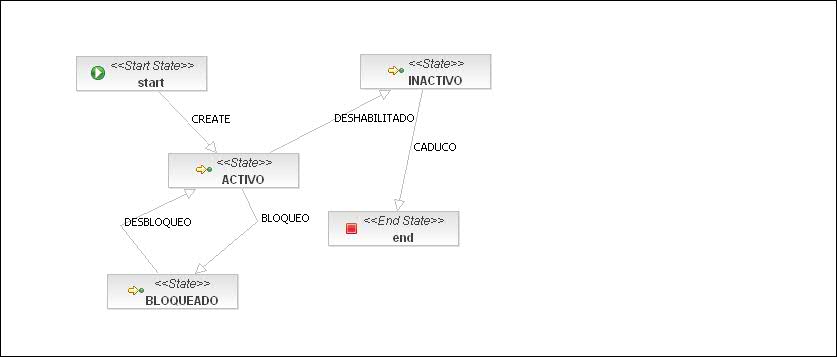 <<Start State>>
start
<<State>>
INACTIVO
CREATE
DESHABILITADO
CADUCO
<<State>>
ACTIVO
DESBLOQUEO
BLOQUEO
<<End State>>
end
<<State>>
BLOQUEADO